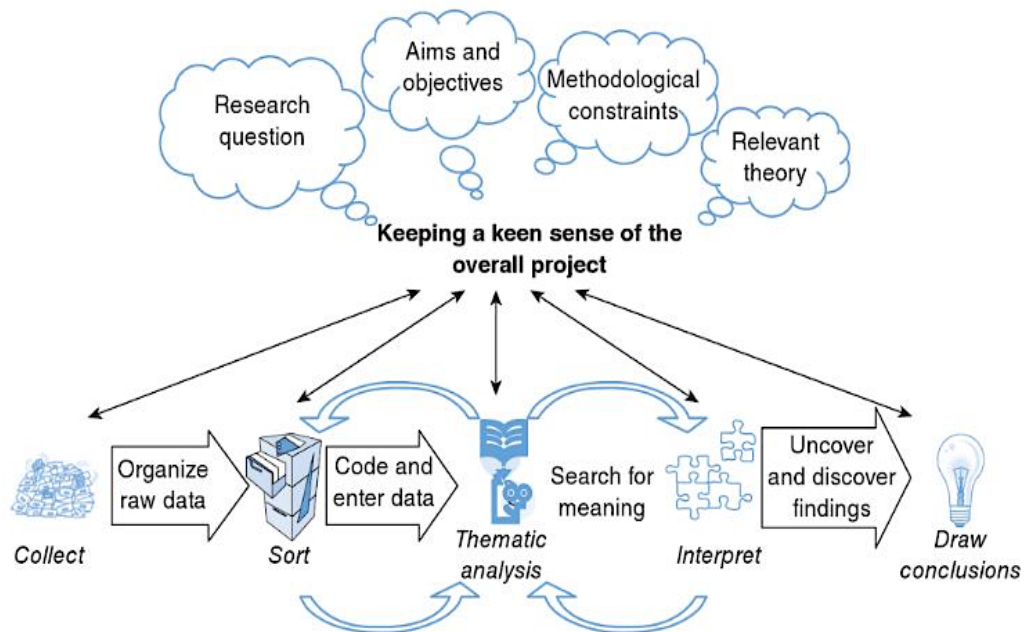 Research
question
Aims and
objectives
Methodological
constraints
Relevant
theory
Keeping a keen sense of the
overall project
Organize
raw data
Code and
enter data
Search for
meaning
Uncover
and discover
findings
Collect
Sort
Thematic
analysis
Interpret
Draw
conclusions